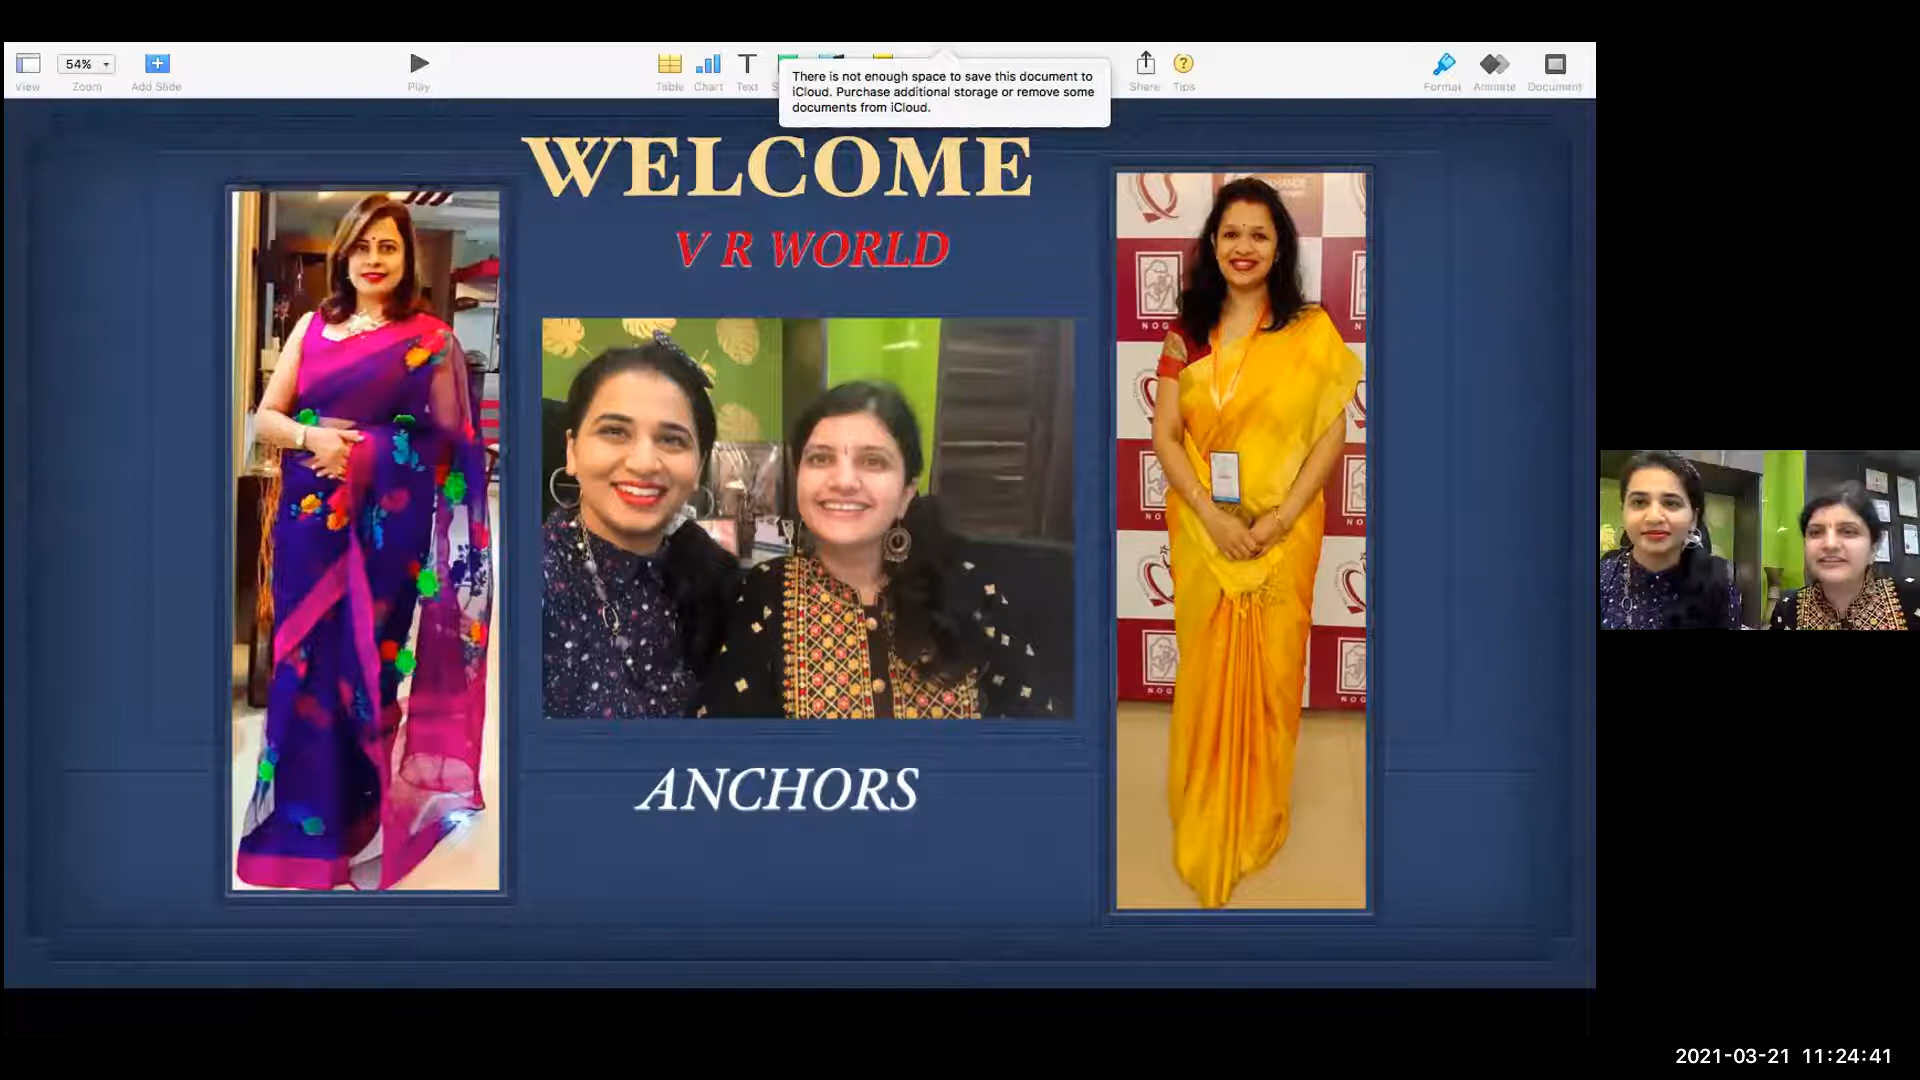 54%
View
Zoom
Add Slide
Play
Table
Chart
Text
There is not enough space to save this document to
iCloud. Purchase additional storage or remove some
documents from iCloud.
Share
Tips
Format
Animate
Document
WELCOME
V R WORLD
NOG
NOG
ANCHORS
2021-03-21 11:24:41